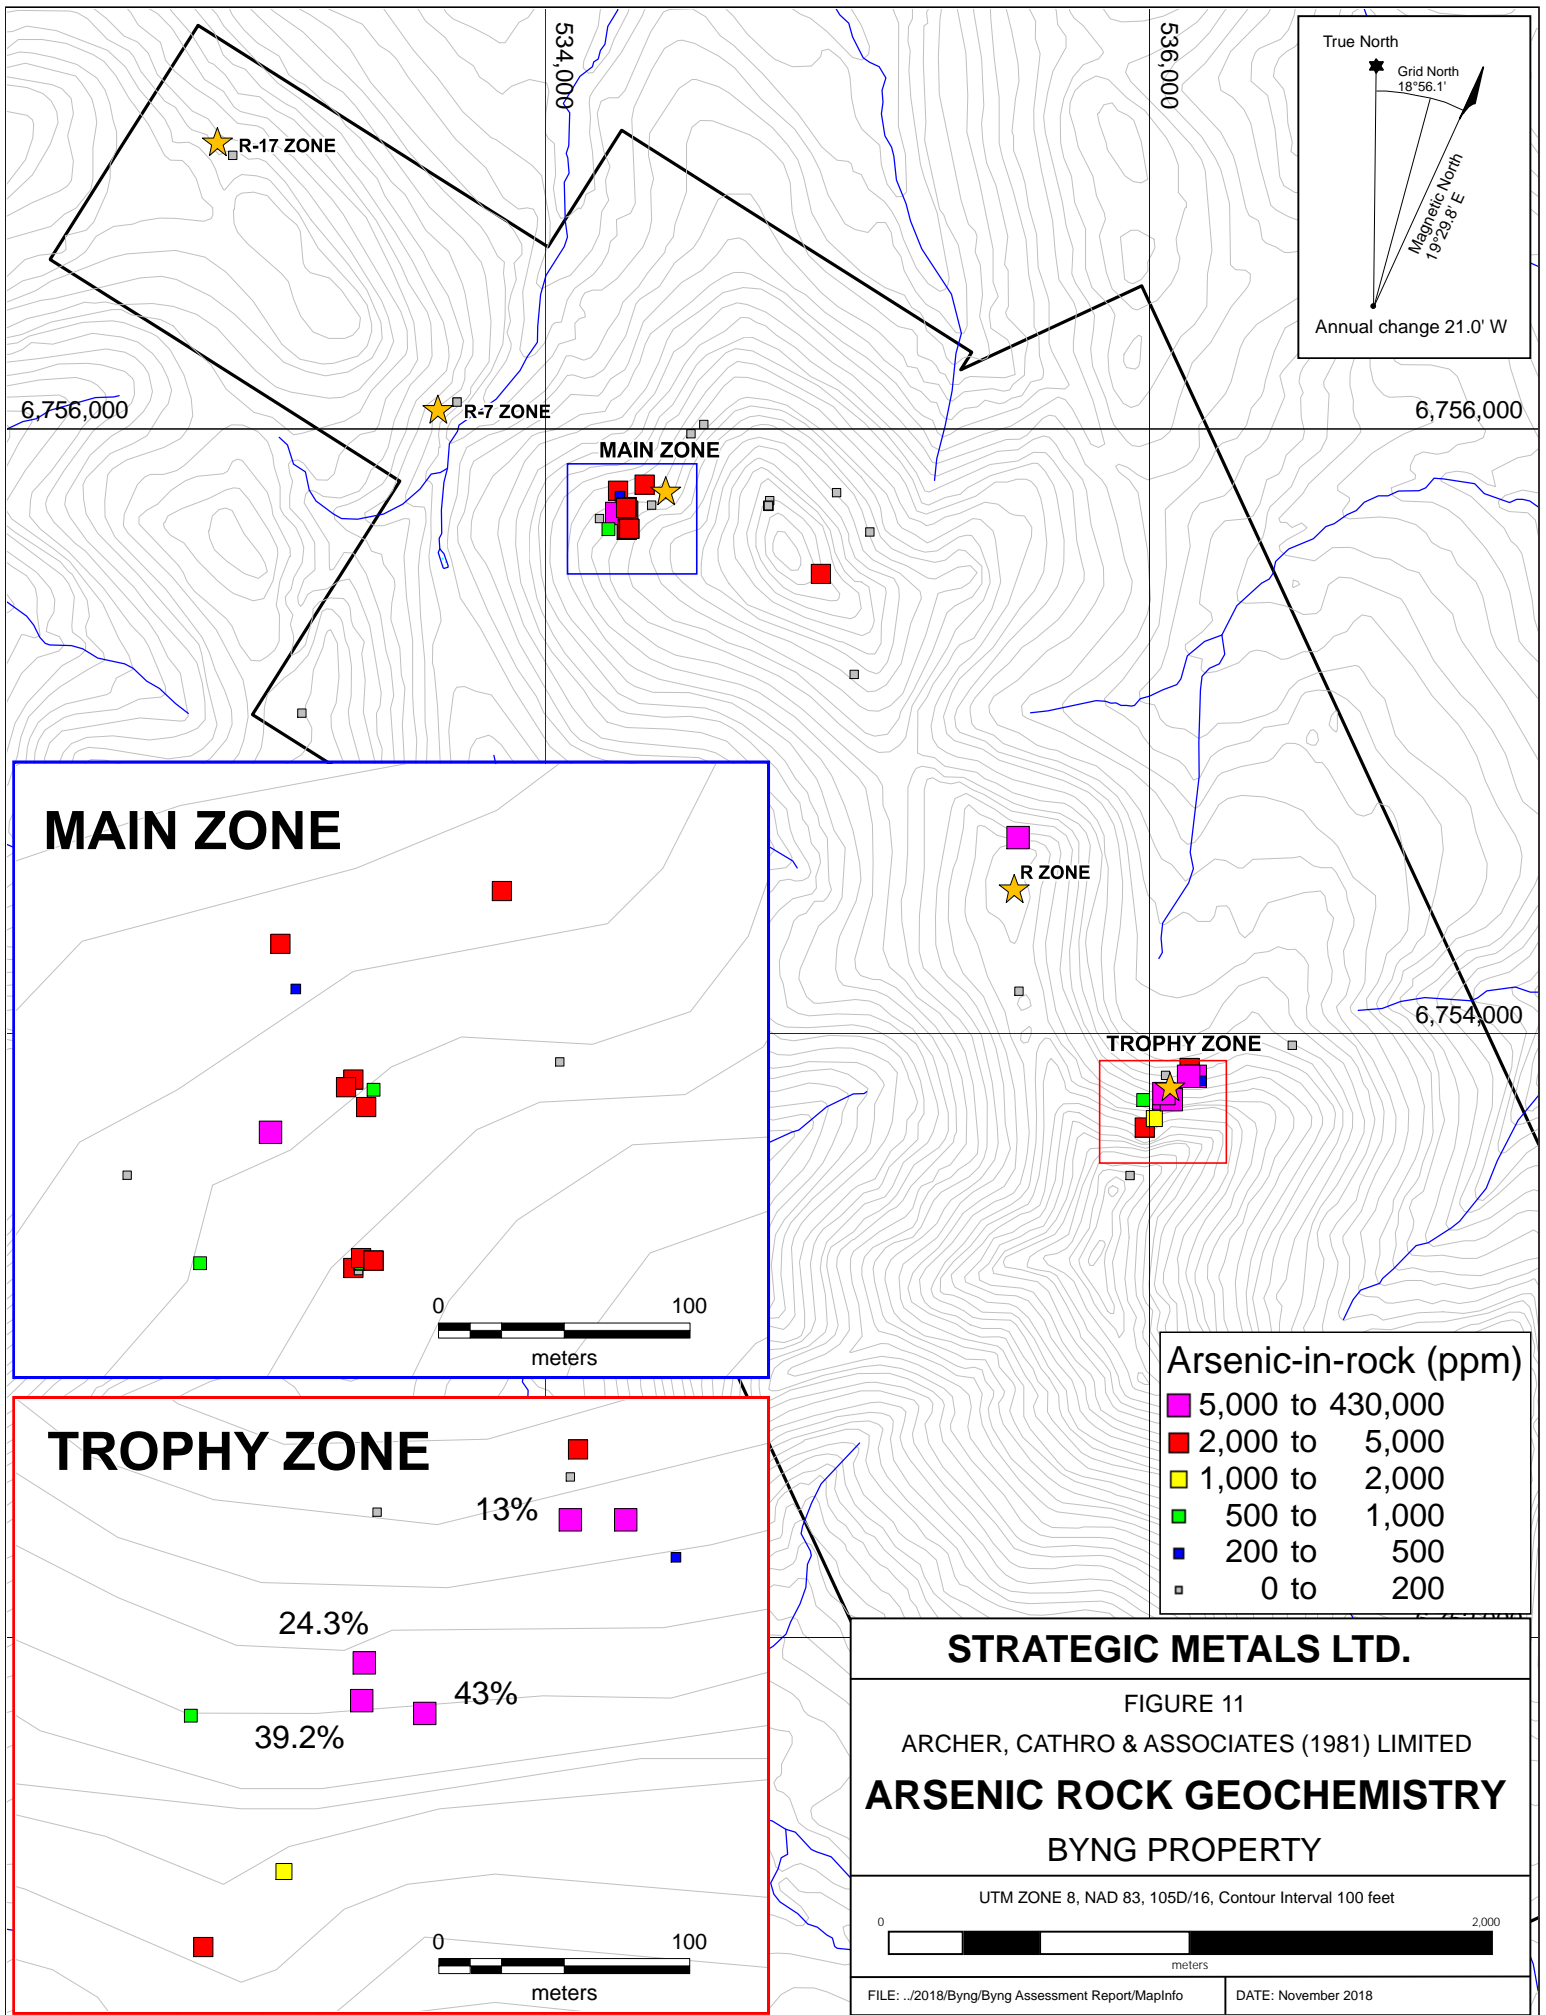 534,000
536,000
True North
Grid North
18°56.1'
Magnetic North
19°29.8' E
Annual change 21.0' W
R-17 ZONE
6,756,000
R-7 ZONE
6,756,000
MAIN ZONE
R ZONE
6,754,000
TROPHY ZONE
MAIN ZONE
0 100
meters
TROPHY ZONE
13%
24.3%
43%
39.2%
0 100
meters
Arsenic-in-rock (ppm)
5,000 to 430,000
2,000 to 5,000
1,000 to 2,000
500 to 1,000
200 to 500
0 to 200
STRATEGIC METALS LTD.
FIGURE 11
ARCHER, CATHRO & ASSOCIATES (1981) LIMITED
ARSENIC ROCK GEOCHEMISTRY
BYNG PROPERTY
UTM ZONE 8, NAD 83, 105D/16, Contour Interval 100 feet
0 2,000
meters
FILE: ../2018/Byng/Byng Assessment Report/MapInfo
DATE: November 2018